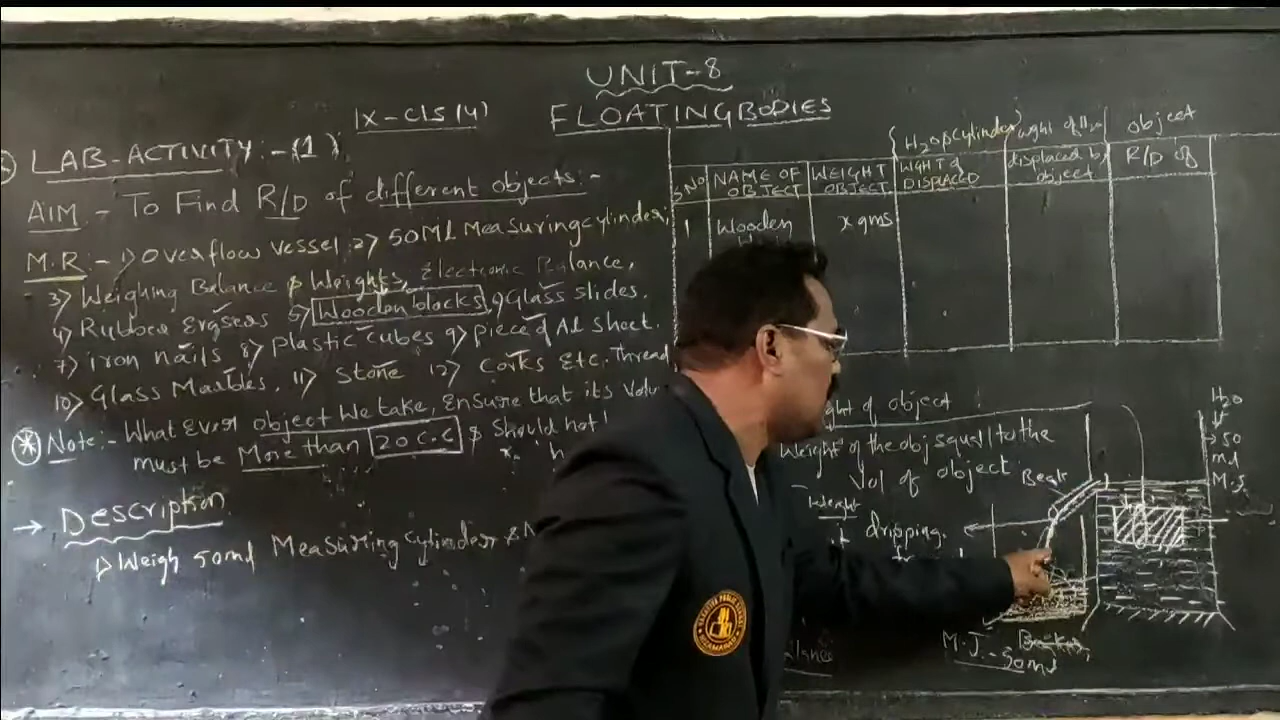 UNIT-8
IX-CLS (4)
FLOATING BODIES
LAB-ACTIVITY:-(1)
AIM:- To Find R/D of different objects:-
M.R:- 1) Overflow vessel, 2) 50ML Measuring cylinder,
3) Weighing Balance & Weights, Electronic Balance,
4) Rubber Erasers 5) Wooden blocks, 6) Glass slides.
7) iron nails 8) plastic cubes 9) piece of Al sheet.
10) Glass Marbles, 11) Stone 12) Corks Etc. Thread
Note:- What Ever object We take, Ensure that its Volu
must be More than 20 C.C & Should not
Description
1) Weigh 50ml Measuring cylinder &
(H2O+cylinder) wght of H2O object
S.NO NAME OF OBJECT WEIGHT OBJECT WGHT of DISPLACED displaced by object R/D of
1 Wooden x gms
ght of object
Weight of the obj equal to the
Vol of object
Weight
dripping.
H2O
50
ml
M.J.
M.J.-50ml